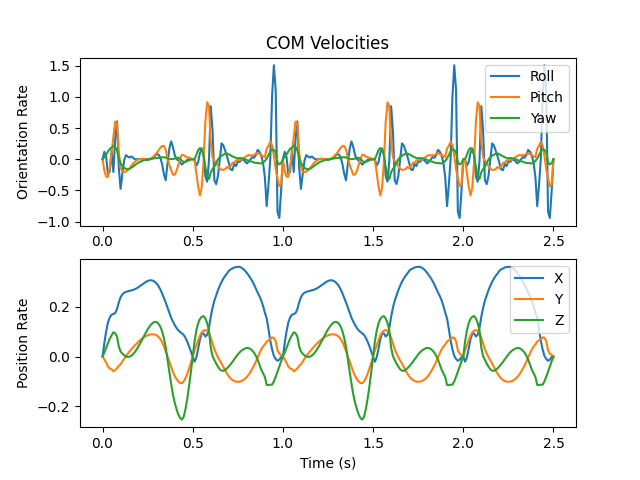 COM Velocities
Orientation Rate
1.5
1.0
0.5
0.0
−0.5
−1.0
Roll
Pitch
Yaw
0.0 0.5 1.0 1.5 2.0 2.5
Position Rate
0.2
0.0
−0.2
X
Y
Z
0.0 0.5 1.0 1.5 2.0 2.5
Time (s)